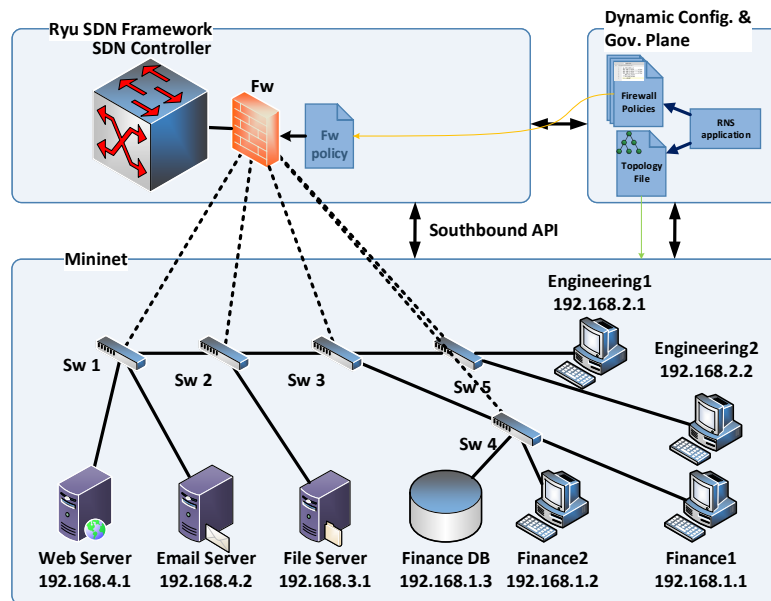 Ryu SDN Framework
SDN Controller
Fw
Fw
policy
Dynamic Config. &
Gov. Plane
Firewall
Policies
RNS
application
Topology
File
Southbound API
Mininet
Engineering1
192.168.2.1
Engineering2
192.168.2.2
Sw 1
Sw 2
Sw 3
Sw 5
Sw 4
Web Server
192.168.4.1
Email Server
192.168.4.2
File Server
192.168.3.1
Finance DB
192.168.1.3
Finance2
192.168.1.2
Finance1
192.168.1.1